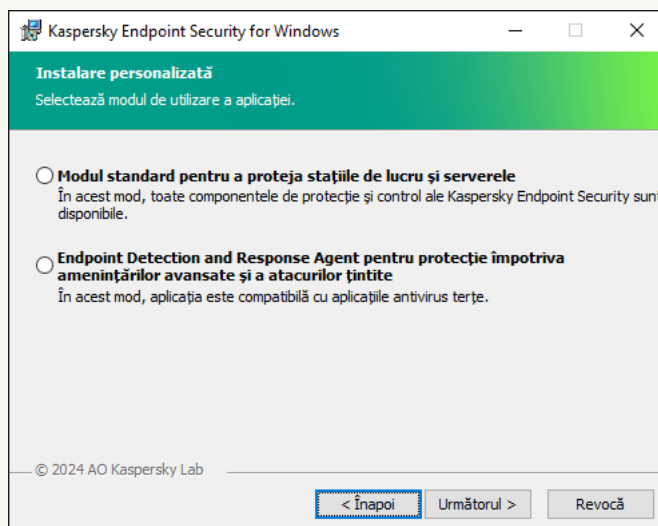 Kaspersky Endpoint Security for Windows
Instalare personalizată
Selectează modul de utilizare a aplicației.
Modul standard pentru a proteja stațiile de lucru și serverele
În acest mod, toate componentele de protecție și control ale Kaspersky Endpoint Security sunt
disponibile.
Endpoint Detection and Response Agent pentru protecție împotriva
amenințărilor avansate și a atacurilor țintite
În acest mod, aplicația este compatibilă cu aplicațiile antivirus terțe.
© 2024 AO Kaspersky Lab
< Înapoi
Următorul >
Revocă